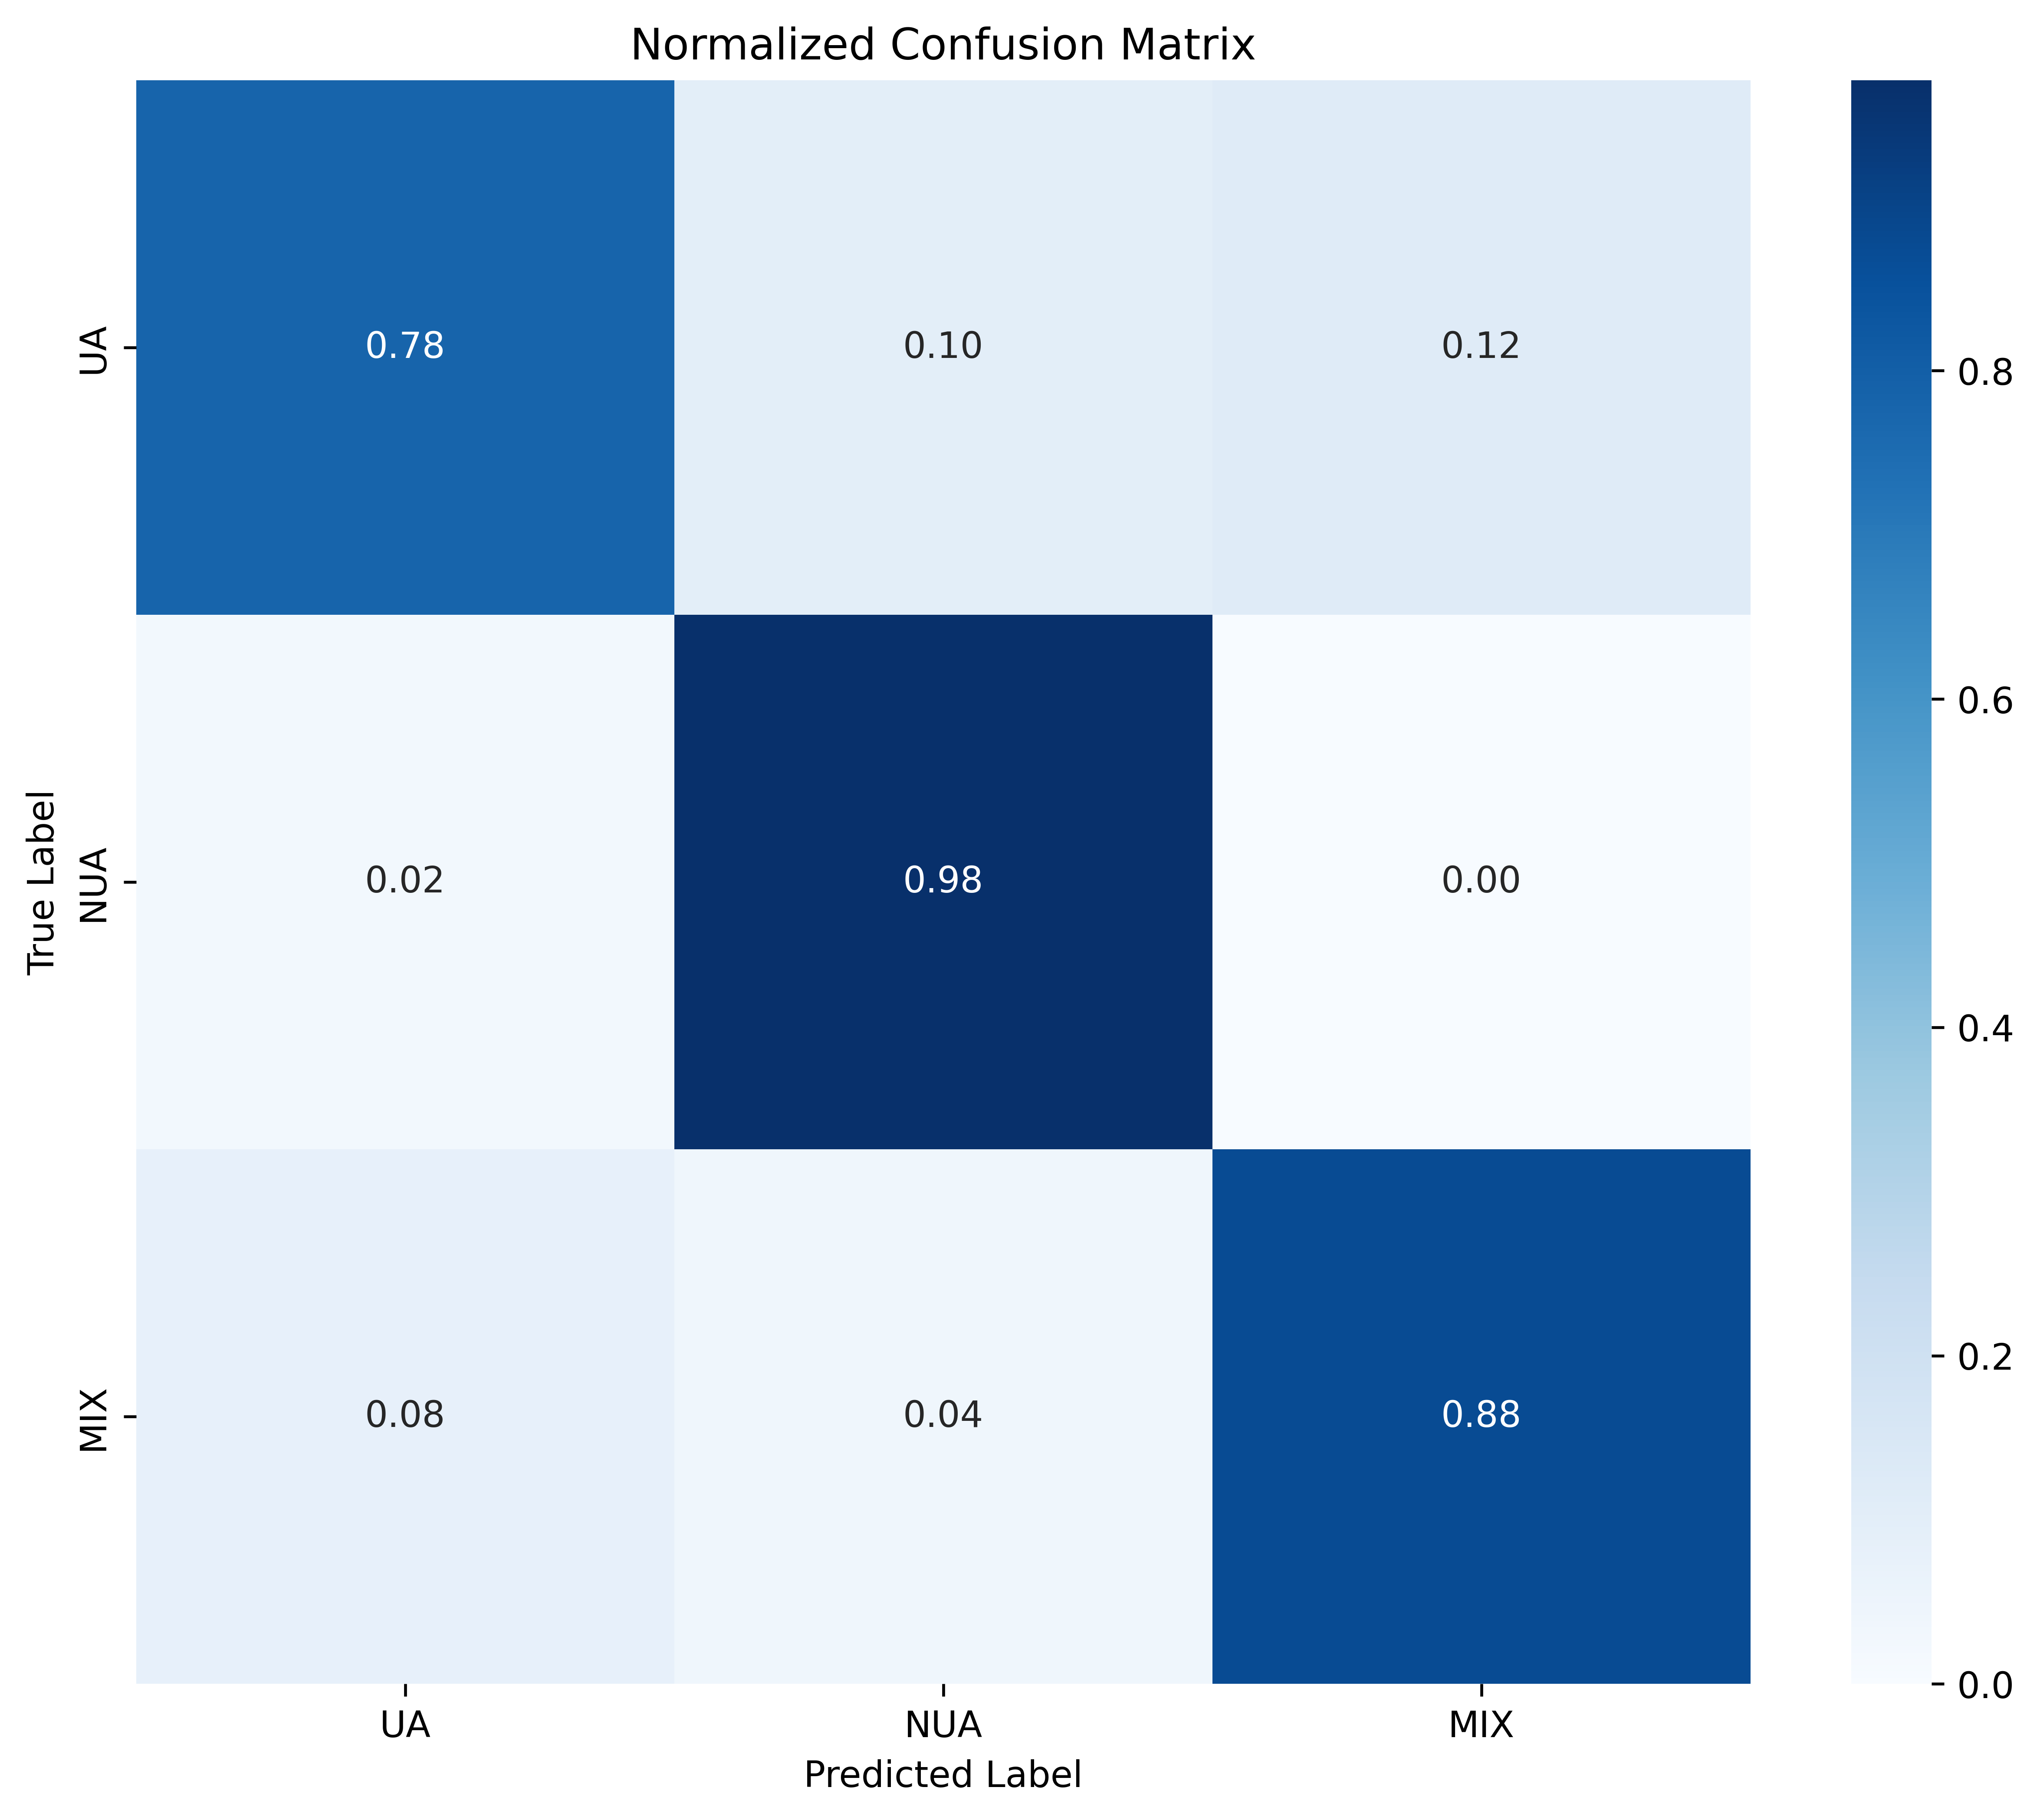 Normalized Confusion Matrix
True Label
UA
0.78 0.10 0.12
NUA
0.02 0.98 0.00
MIX
0.08 0.04 0.88
UA NUA MIX
Predicted Label
0.8
0.6
0.4
0.2
0.0